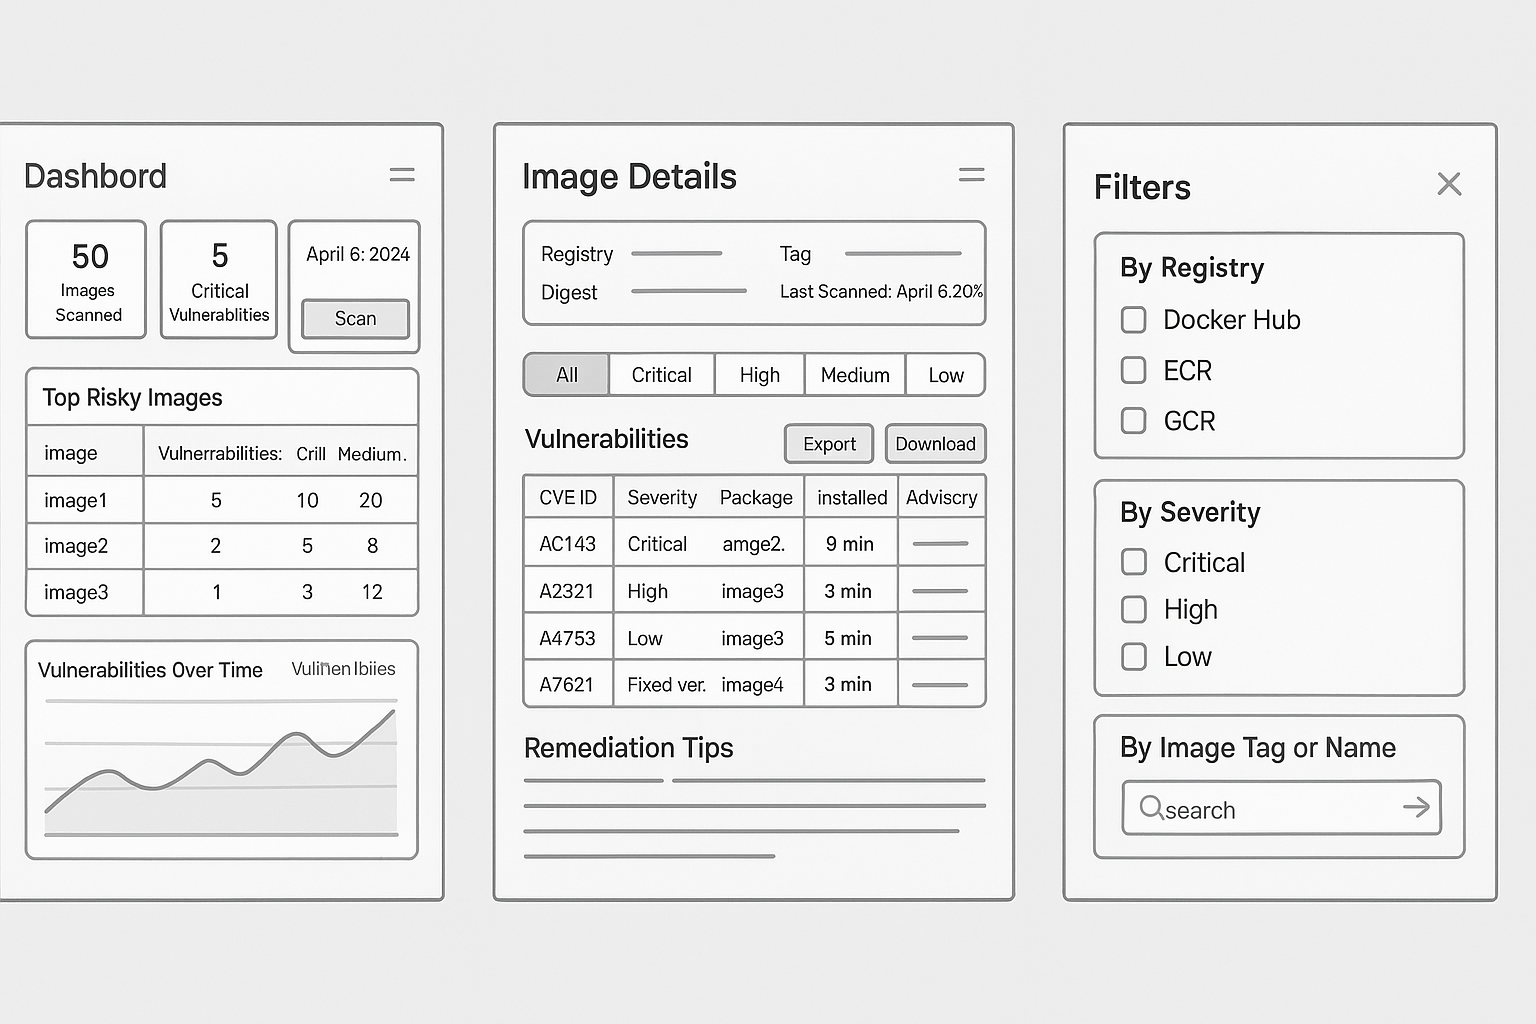 Dashbord
50
Images
Scanned
5
Critical
Vulnerablities
April 6: 2024
Scan
Top Risky Images
image Vulnerrabilities: Crill Medium.
image1 5 10 20
image2 2 5 8
image3 1 3 12
Vulnerabilities Over Time
Image Details
Registry Tag
Digest Last Scanned: April 6.20%
All Critical High Medium Low
Vulnerabilities Export Download
CVE ID Severity Package installed Adviscry
AC143 Critical amge2. 9 min
A2321 High image3 3 min
A4753 Low image3 5 min
A7621 Fixed ver. image4 3 min
Remediation Tips
Filters
By Registry
Docker Hub
ECR
GCR
By Severity
Critical
High
Low
By Image Tag or Name
search